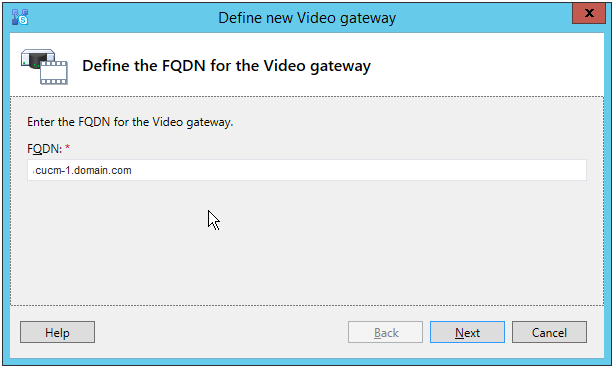 Define new Video gateway
x
Define the FQDN for the Video gateway
Enter the FQDN for the Video gateway.
FQDN: *
cucm-1.domain.com
Help
Back
Next
Cancel